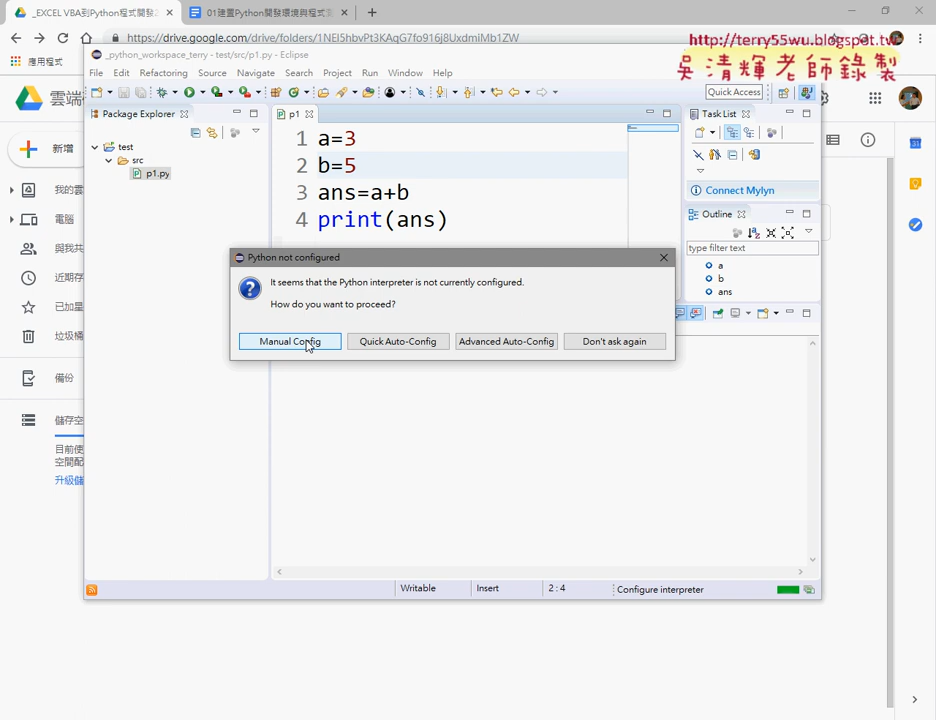 _EXCEL VBA到Python程式開發
01建置Python開發環境與程式
https://drive.google.com/drive/folders/1NEI5hbvPt3KAqG7fo916j8UxdmiMb1ZW
應用程式
http://terry55wu.blogspot.tw
吳清輝老師錄製
_python_workspace_terry - test/src/p1.py - Eclipse
File Edit Refactoring Source Navigate Search Project Run Window Help
Quick Access
雲端
新增
我的雲
電腦
與我共
近期存
已加星
垃圾桶
備份
儲存空
目前使
空間配
升級儲
Package Explorer
test
src
p1.py
p1
1 a=3
2 b=5
3 ans=a+b
4 print(ans)
Task List
Connect Mylyn
Outline
type filter text
a
b
ans
Python not configured
It seems that the Python interpreter is not currently configured.
How do you want to proceed?
Manual Config Quick Auto-Config Advanced Auto-Config Don't ask again
Writable Insert 2 : 4 Configure interpreter